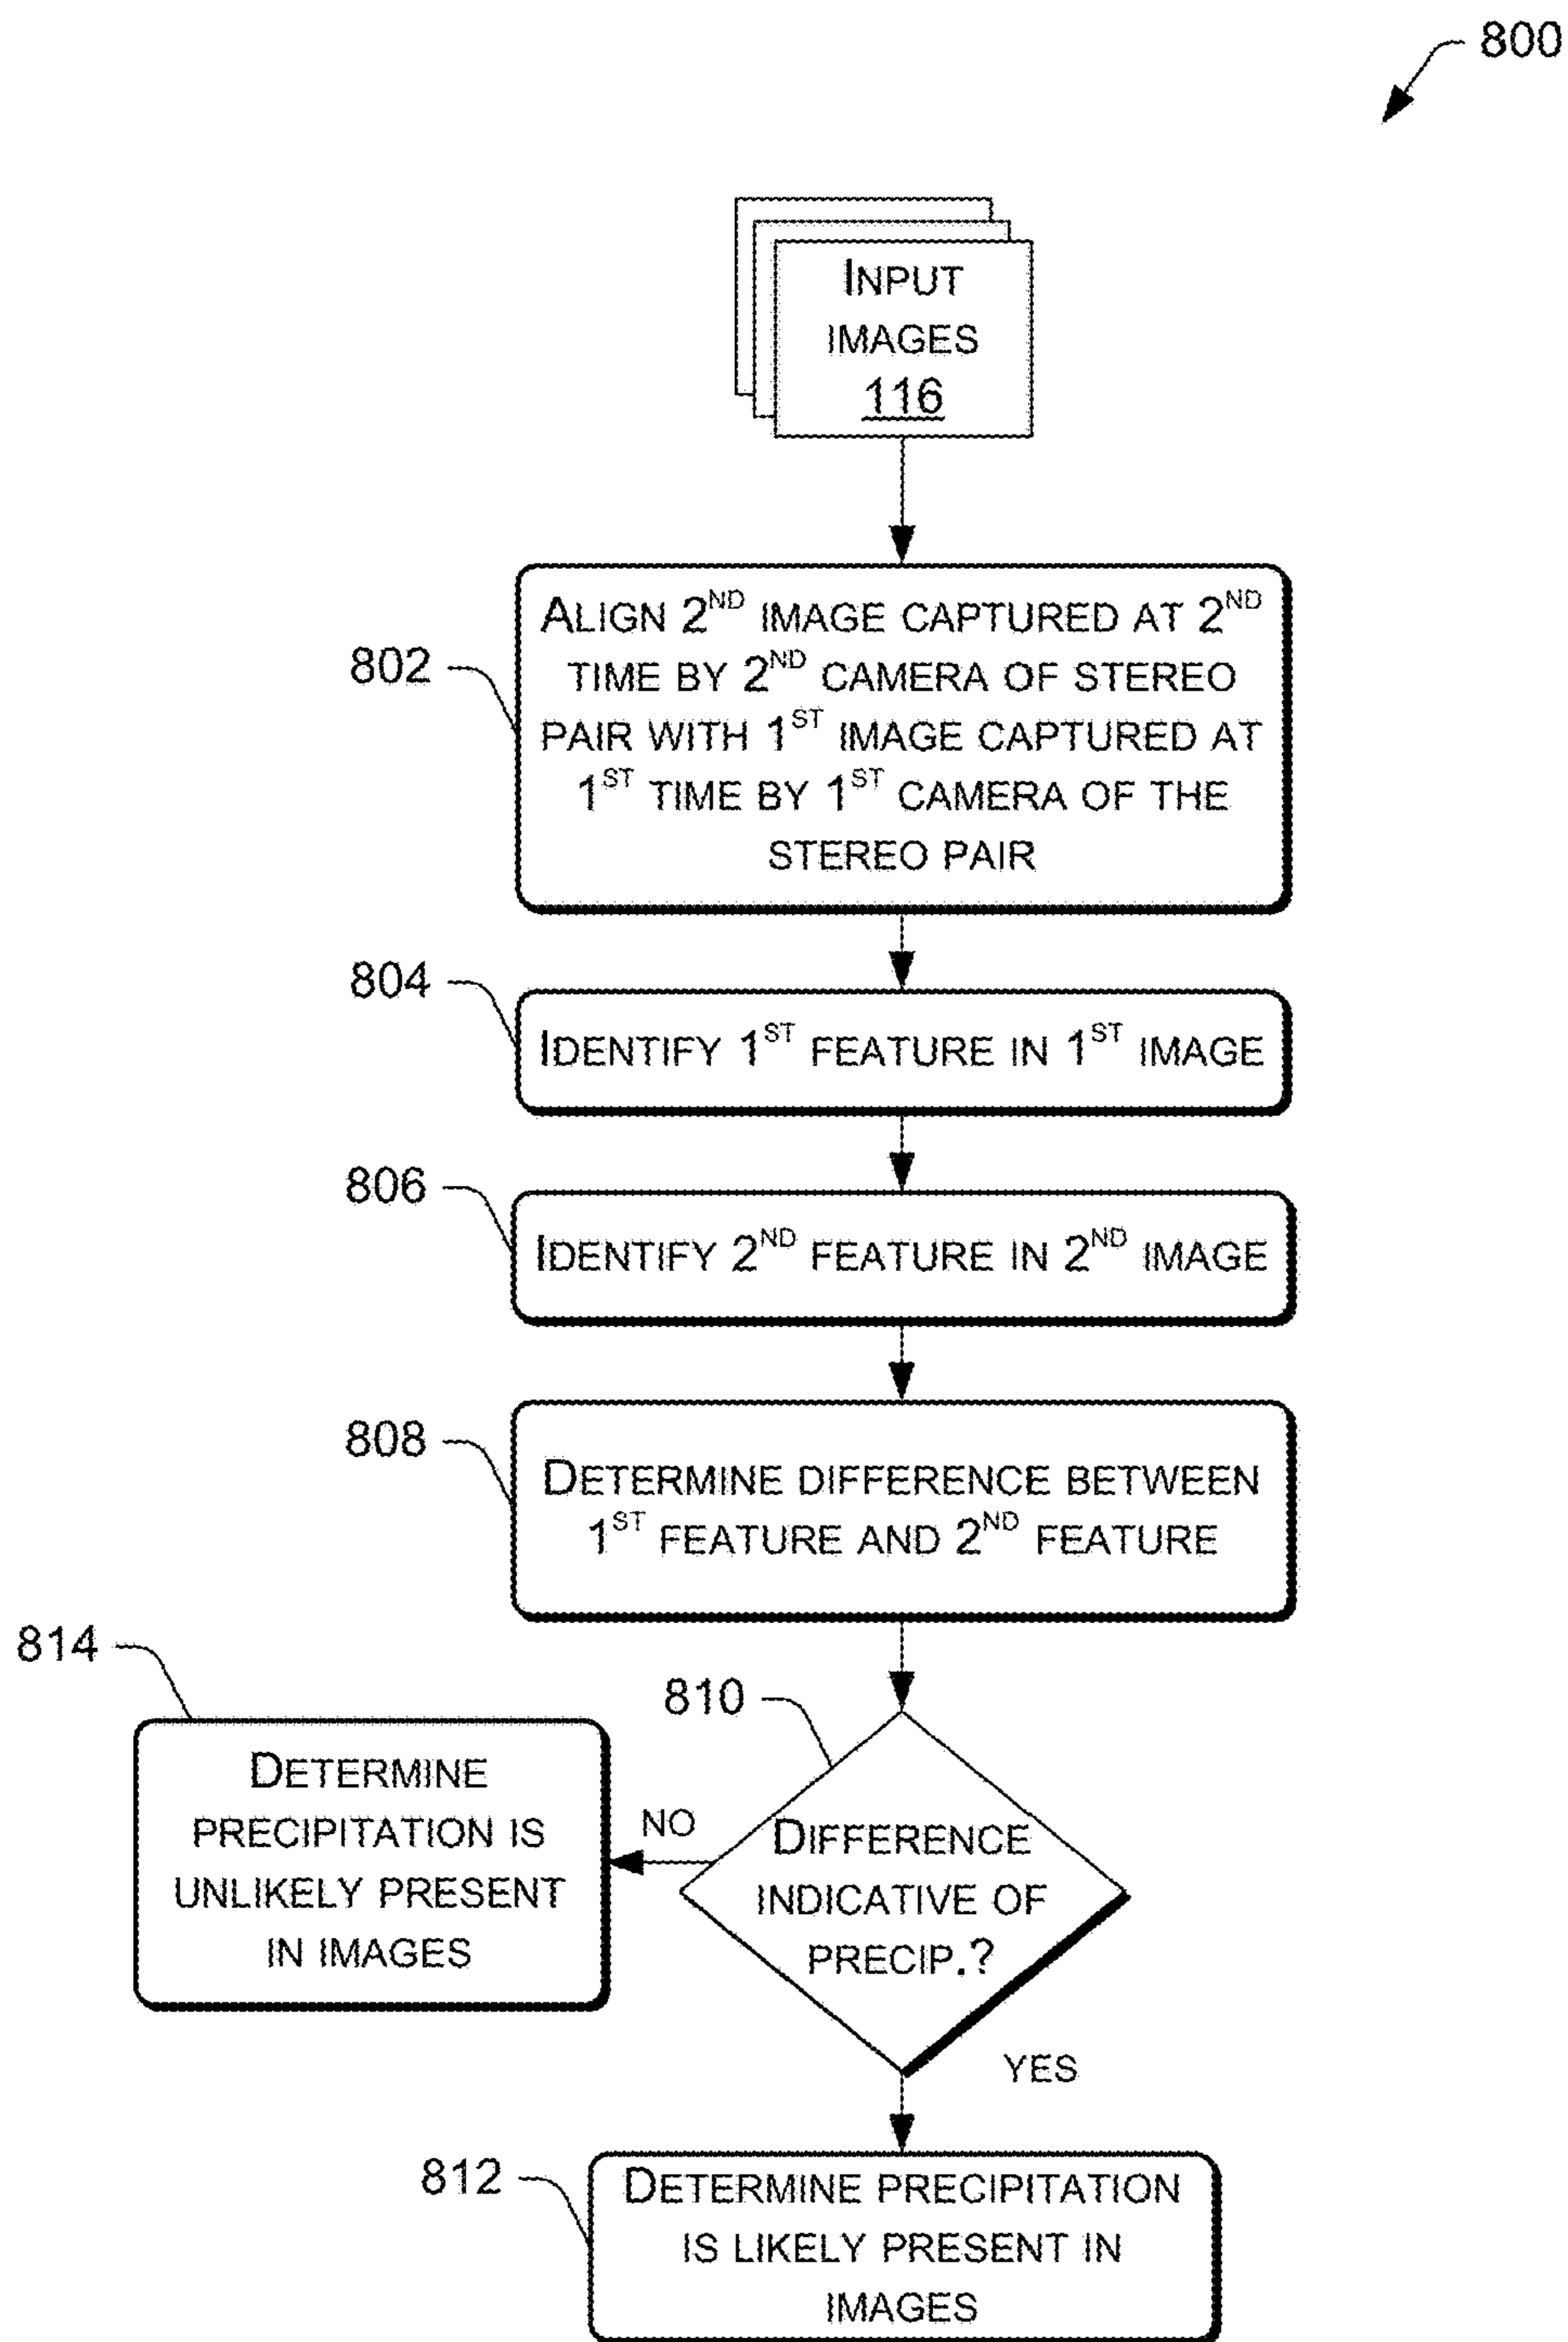 800
INPUT
IMAGES
116
802
ALIGN 2ND IMAGE CAPTURED AT 2ND
TIME BY 2ND CAMERA OF STEREO
PAIR WITH 1ST IMAGE CAPTURED AT
1ST TIME BY 1ST CAMERA OF THE
STEREO PAIR
804
IDENTIFY 1ST FEATURE IN 1ST IMAGE
806
IDENTIFY 2ND FEATURE IN 2ND IMAGE
808
DETERMINE DIFFERENCE BETWEEN
1ST FEATURE AND 2ND FEATURE
810
DIFFERENCE
INDICATIVE OF
PRECIP.?
NO
814
DETERMINE
PRECIPITATION IS
UNLIKELY PRESENT
IN IMAGES
YES
812
DETERMINE PRECIPITATION
IS LIKELY PRESENT IN
IMAGES